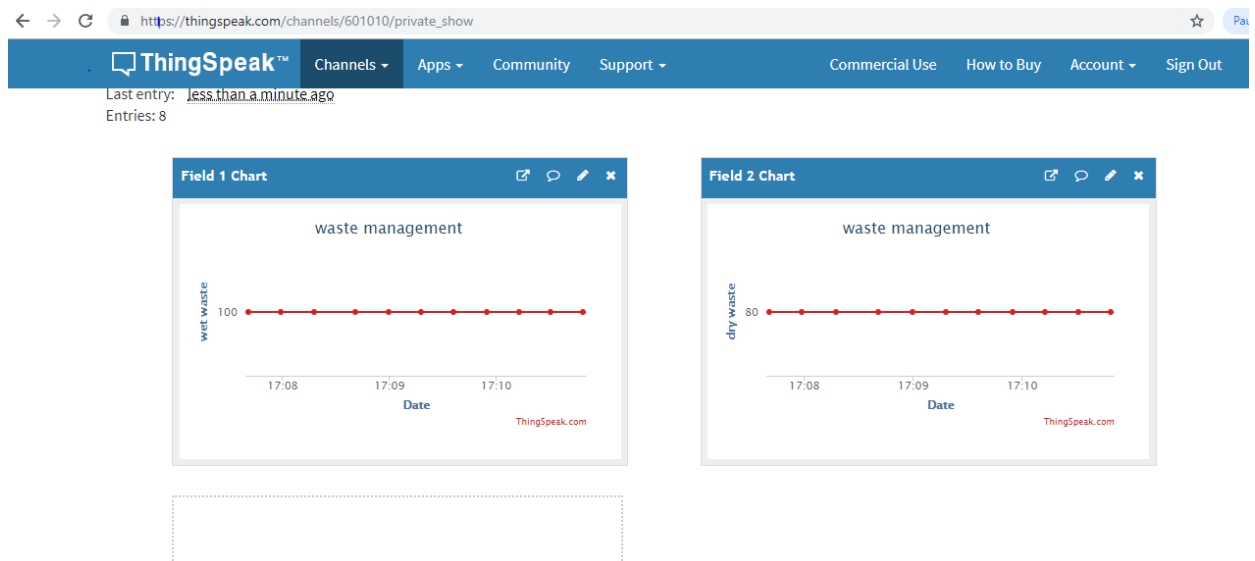 https://thingspeak.com/channels/601010/private_show
ThingSpeak™ Channels Apps Community Support Commercial Use How to Buy Account Sign Out
Last entry: less than a minute ago
Entries: 8
Field 1 Chart
waste management
wet waste
100
17:08 17:09 17:10
Date
ThingSpeak.com
Field 2 Chart
waste management
dry waste
80
17:08 17:09 17:10
Date
ThingSpeak.com